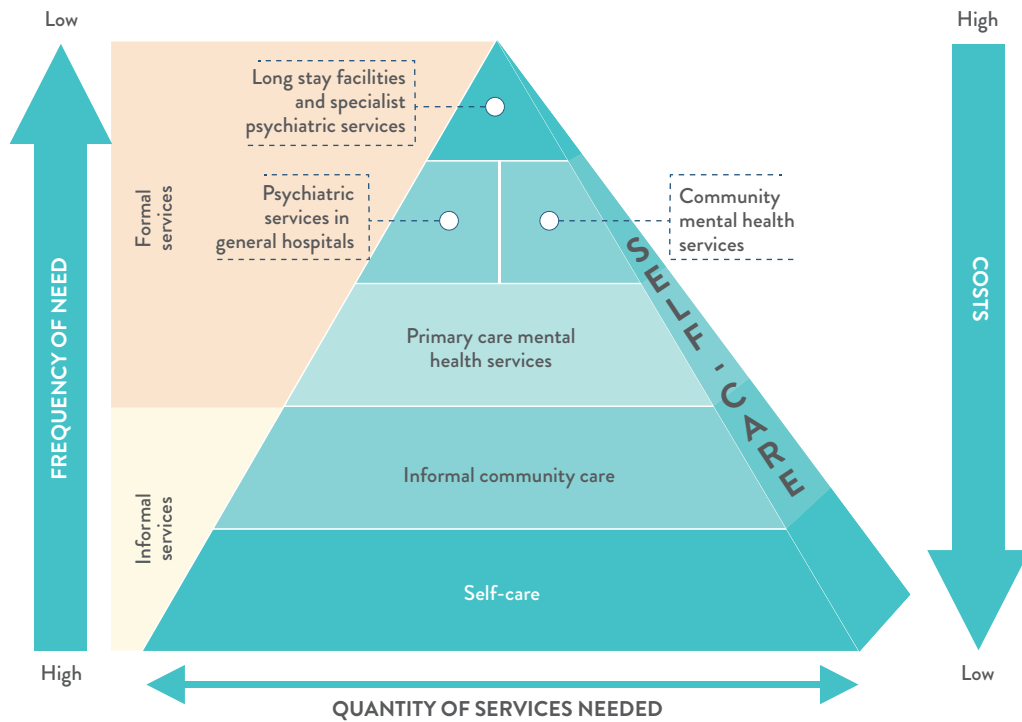 Low
High
Long stay facilities
and specialist
psychiatric services
Psychiatric
services in
general hospitals
Community
mental health
services
Formal
services
FREQUENCY OF NEED
SELF-CARE
COSTS
Primary care mental
health services
Informal community care
Informal
services
Self-care
High
Low
QUANTITY OF SERVICES NEEDED